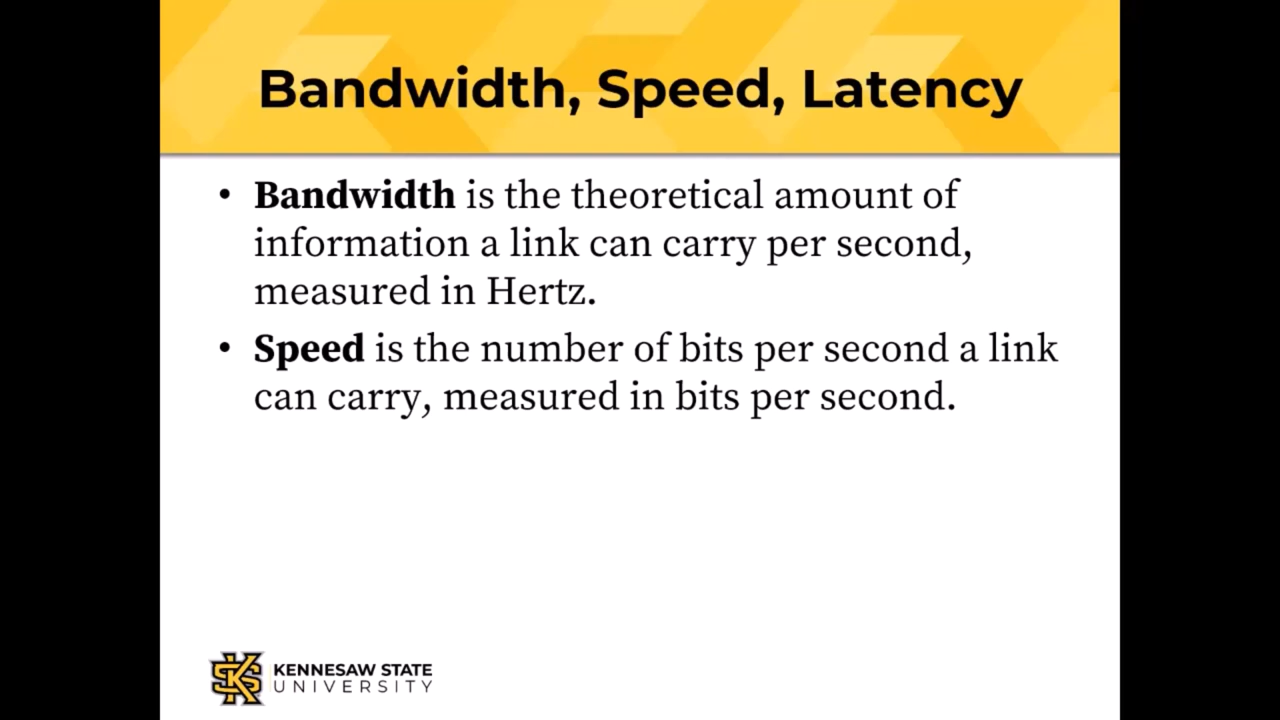 Bandwidth, Speed, Latency
• Bandwidth is the theoretical amount of
information a link can carry per second,
measured in Hertz.
• Speed is the number of bits per second a link
can carry, measured in bits per second.
KENNESAW STATE
UNIVERSITY